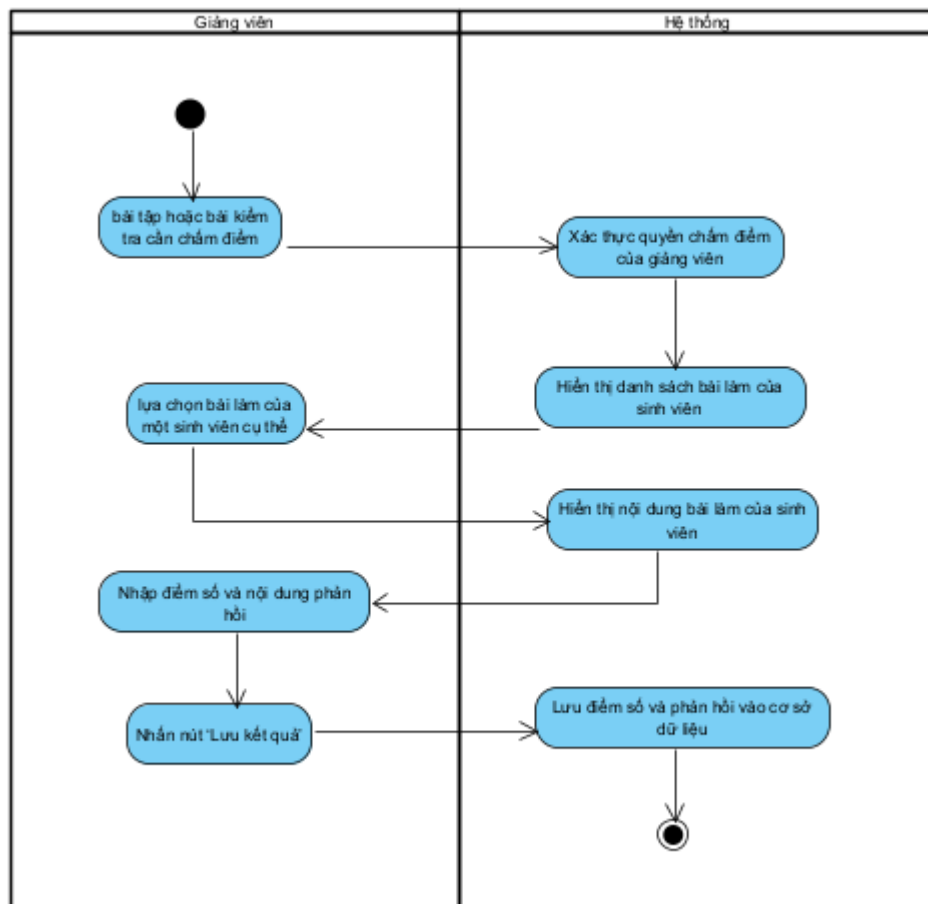 Giảng viên
Hệ thống
bài tập hoặc bài kiểm
tra cần chấm điểm
Xác thực quyền chấm điểm
của giảng viên
Hiển thị danh sách bài làm của
sinh viên
lựa chọn bài làm của
một sinh viên cụ thể
Hiển thị nội dung bài làm của sinh
viên
Nhập điểm số và nội dung phản
hồi
Nhấn nút 'Lưu kết quả'
Lưu điểm số và phản hồi vào cơ sở
dữ liệu